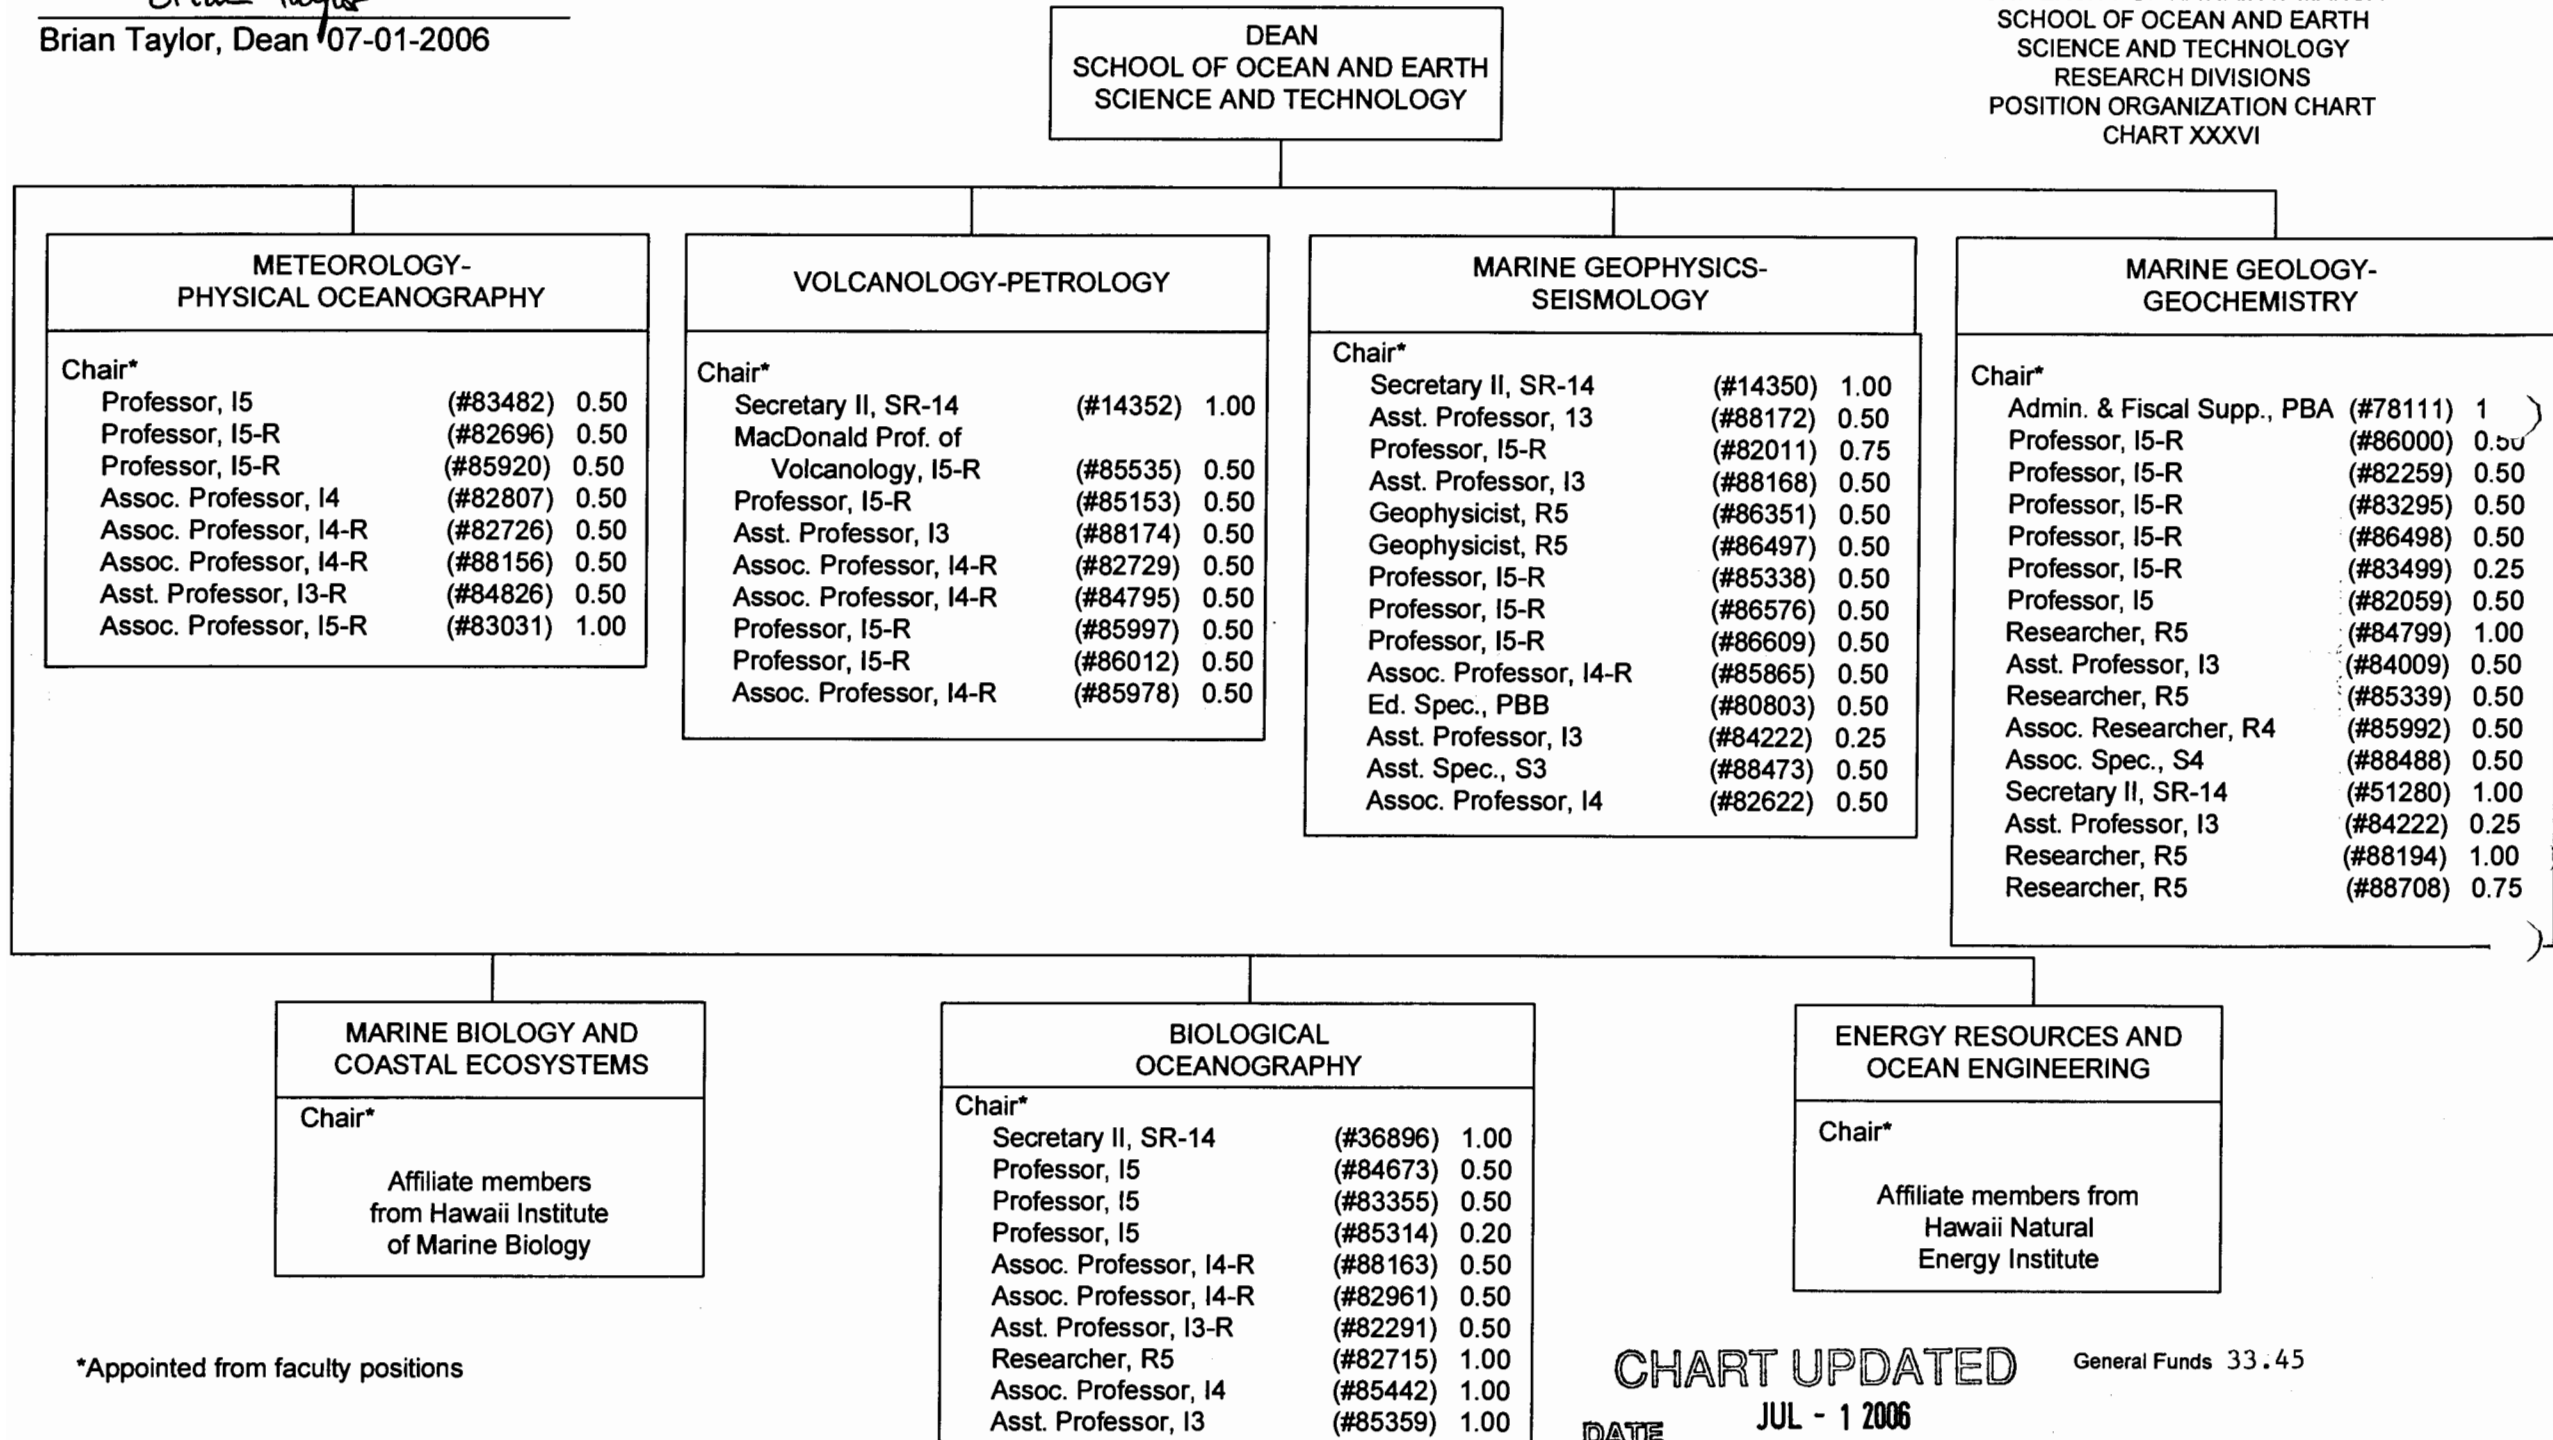 Brian Taylor
Brian Taylor, Dean 07-01-2006
DEAN
SCHOOL OF OCEAN AND EARTH
SCIENCE AND TECHNOLOGY
SCHOOL OF OCEAN AND EARTH
SCIENCE AND TECHNOLOGY
RESEARCH DIVISIONS
POSITION ORGANIZATION CHART
CHART XXXVI
METEOROLOGY-
PHYSICAL OCEANOGRAPHY
Chair*
Professor, I5 (#83482) 0.50
Professor, I5-R (#82696) 0.50
Professor, I5-R (#85920) 0.50
Assoc. Professor, I4 (#82807) 0.50
Assoc. Professor, I4-R (#82726) 0.50
Assoc. Professor, I4-R (#88156) 0.50
Asst. Professor, I3-R (#84826) 0.50
Assoc. Professor, I5-R (#83031) 1.00
VOLCANOLOGY-PETROLOGY
Chair*
Secretary II, SR-14 (#14352) 1.00
MacDonald Prof. of
Volcanology, I5-R (#85535) 0.50
Professor, I5-R (#85153) 0.50
Asst. Professor, I3 (#88174) 0.50
Assoc. Professor, I4-R (#82729) 0.50
Assoc. Professor, I4-R (#84795) 0.50
Professor, I5-R (#85997) 0.50
Professor, I5-R (#86012) 0.50
Assoc. Professor, I4-R (#85978) 0.50
MARINE GEOPHYSICS-
SEISMOLOGY
Chair*
Secretary II, SR-14 (#14350) 1.00
Asst. Professor, 13 (#88172) 0.50
Professor, I5-R (#82011) 0.75
Asst. Professor, I3 (#88168) 0.50
Geophysicist, R5 (#86351) 0.50
Geophysicist, R5 (#86497) 0.50
Professor, I5-R (#85338) 0.50
Professor, I5-R (#86576) 0.50
Professor, I5-R (#86609) 0.50
Assoc. Professor, I4-R (#85865) 0.50
Ed. Spec., PBB (#80803) 0.50
Asst. Professor, I3 (#84222) 0.25
Asst. Spec., S3 (#88473) 0.50
Assoc. Professor, I4 (#82622) 0.50
MARINE GEOLOGY-
GEOCHEMISTRY
Chair*
Admin. & Fiscal Supp., PBA (#78111) 1
Professor, I5-R (#86000) 0.50
Professor, I5-R (#82259) 0.50
Professor, I5-R (#83295) 0.50
Professor, I5-R (#86498) 0.50
Professor, I5-R (#83499) 0.25
Professor, I5 (#82059) 0.50
Researcher, R5 (#84799) 1.00
Asst. Professor, I3 (#84009) 0.50
Researcher, R5 (#85339) 0.50
Assoc. Researcher, R4 (#85992) 0.50
Assoc. Spec., S4 (#88488) 0.50
Secretary II, SR-14 (#51280) 1.00
Asst. Professor, I3 (#84222) 0.25
Researcher, R5 (#88194) 1.00
Researcher, R5 (#88708) 0.75
MARINE BIOLOGY AND
COASTAL ECOSYSTEMS
Chair*
Affiliate members
from Hawaii Institute
of Marine Biology
BIOLOGICAL
OCEANOGRAPHY
Chair*
Secretary II, SR-14 (#36896) 1.00
Professor, I5 (#84673) 0.50
Professor, I5 (#83355) 0.50
Professor, I5 (#85314) 0.20
Assoc. Professor, I4-R (#88163) 0.50
Assoc. Professor, I4-R (#82961) 0.50
Asst. Professor, I3-R (#82291) 0.50
Researcher, R5 (#82715) 1.00
Assoc. Professor, I4 (#85442) 1.00
Asst. Professor, I3 (#85359) 1.00
ENERGY RESOURCES AND
OCEAN ENGINEERING
Chair*
Affiliate members from
Hawaii Natural
Energy Institute
*Appointed from faculty positions
CHART UPDATED
DATE JUL - 1 2006
General Funds 33.45